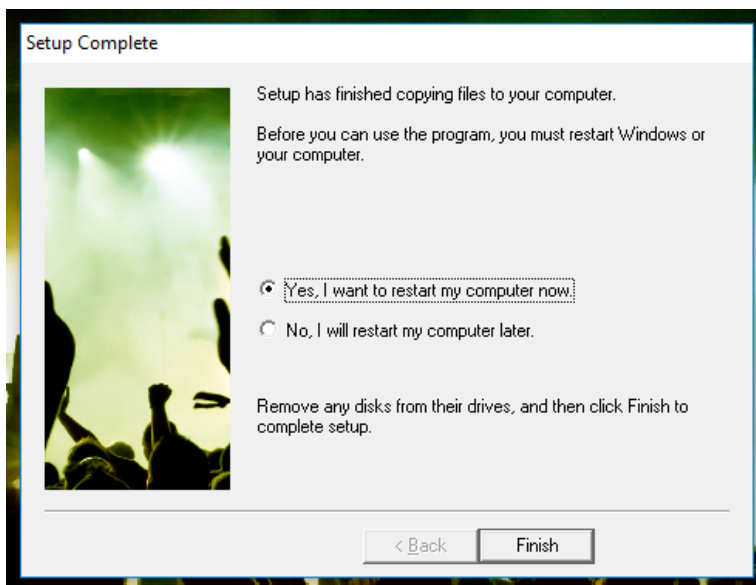 Setup Complete
Setup has finished copying files to your computer.
Before you can use the program, you must restart Windows or
your computer.
Yes, I want to restart my computer now.
No, I will restart my computer later.
Remove any disks from their drives, and then click Finish to
complete setup.
< Back
Finish